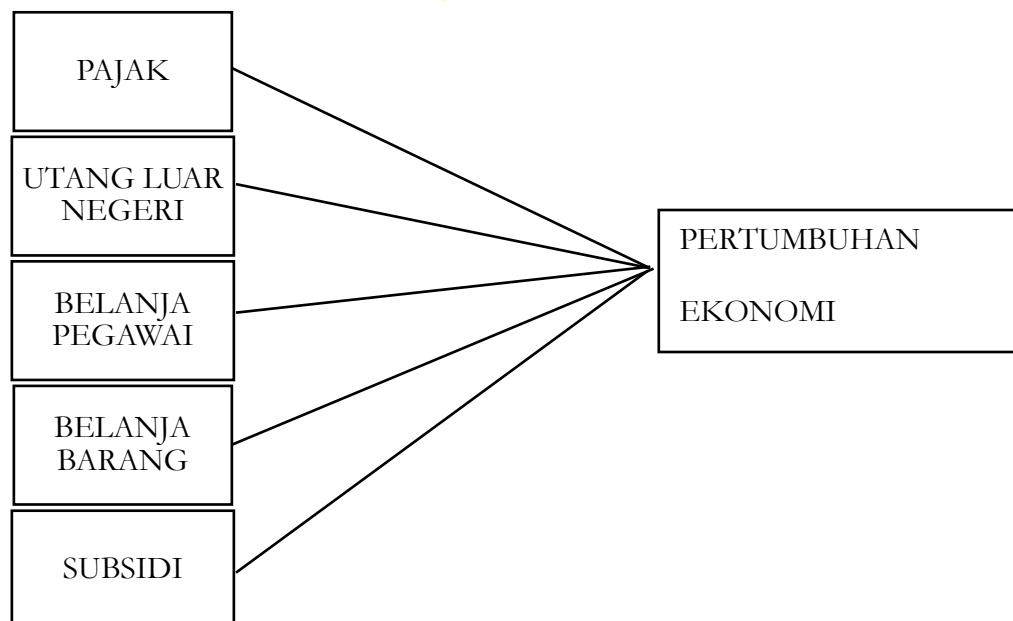 PAJAK
UTANG LUAR
NEGERI
BELANJA
PEGAWAI
BELANJA
BARANG
SUBSIDI
PERTUMBUHAN
EKONOMI